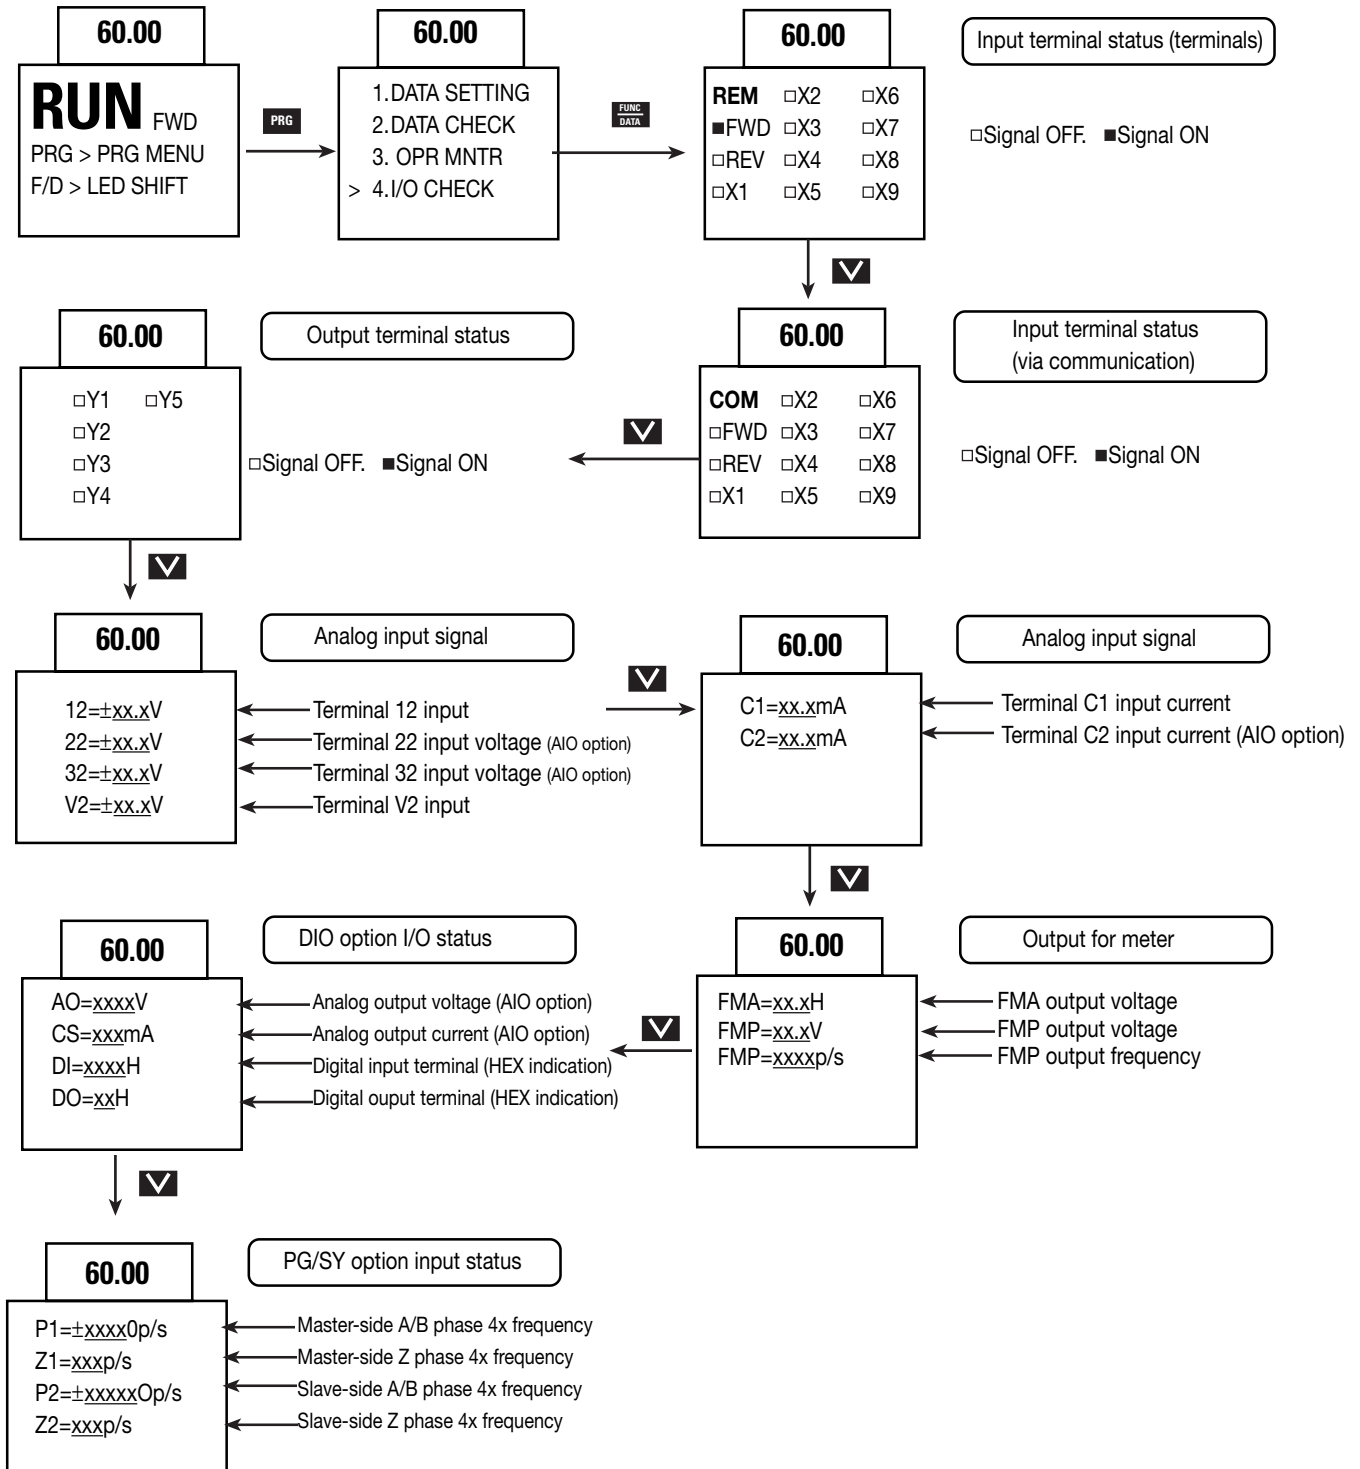 60.00
RUN FWD
PRG > PRG MENU
F/D > LED SHIFT
PRG
60.00
1.DATA SETTING
2.DATA CHECK
3. OPR MNTR
> 4.I/O CHECK
FUNC
DATA
60.00
REM □X2 □X6
■FWD □X3 □X7
□REV □X4 □X8
□X1 □X5 □X9
Input terminal status (terminals)
□Signal OFF. ■Signal ON
60.00
COM □X2 □X6
□FWD □X3 □X7
□REV □X4 □X8
□X1 □X5 □X9
Input terminal status
(via communication)
□Signal OFF. ■Signal ON
60.00
□Y1 □Y5
□Y2
□Y3
□Y4
Output terminal status
□Signal OFF. ■Signal ON
60.00
12=±xx.xV
22=±xx.xV
32=±xx.xV
V2=±xx.xV
Analog input signal
Terminal 12 input
Terminal 22 input voltage (AIO option)
Terminal 32 input voltage (AIO option)
Terminal V2 input
60.00
C1=xx.xmA
C2=xx.xmA
Analog input signal
Terminal C1 input current
Terminal C2 input current (AIO option)
60.00
FMA=xx.xH
FMP=xx.xV
FMP=xxxxp/s
Output for meter
FMA output voltage
FMP output voltage
FMP output frequency
60.00
AO=xxxxV
CS=xxxmA
DI=xxxxH
DO=xxH
DIO option I/O status
Analog output voltage (AIO option)
Analog output current (AIO option)
Digital input terminal (HEX indication)
Digital ouput terminal (HEX indication)
60.00
P1=±xxxx0p/s
Z1=xxxp/s
P2=±xxxxxOp/s
Z2=xxxp/s
PG/SY option input status
Master-side A/B phase 4x frequency
Master-side Z phase 4x frequency
Slave-side A/B phase 4x frequency
Slave-side Z phase 4x frequency